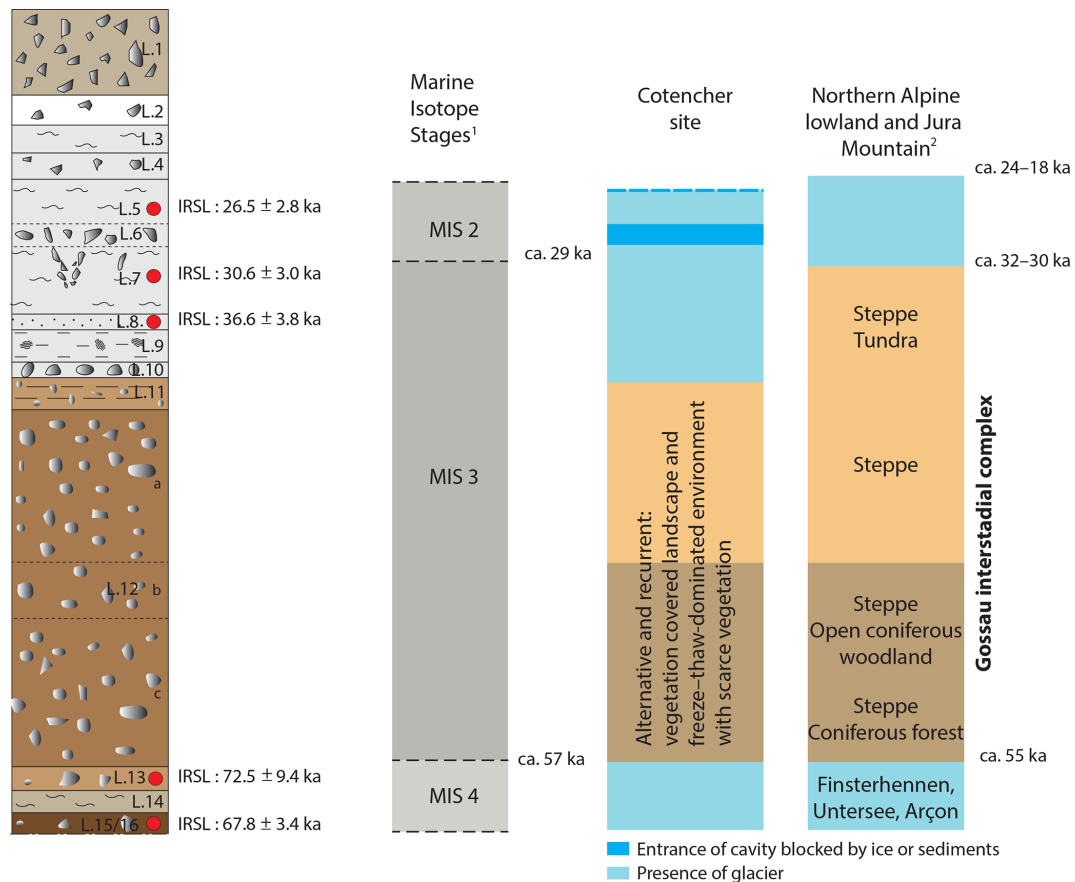 L.1
L.2
L.3
L.4
L.5
L.6
L.7
L.8
L.9
L.10
L.11
a
L.12 b
c
L.13
L.14
L.15/16
IRSL : 26.5 ± 2.8 ka
IRSL : 30.6 ± 3.0 ka
IRSL : 36.6 ± 3.8 ka
IRSL : 72.5 ± 9.4 ka
IRSL : 67.8 ± 3.4 ka
Marine
Isotope
Stages¹
MIS 2
MIS 3
MIS 4
ca. 29 ka
ca. 57 ka
Cotencher
site
Alternative and recurrent:
vegetation covered landscape and
freeze–thaw-dominated environment
with scarce vegetation
Northern Alpine
lowland and Jura
Mountain²
ca. 24–18 ka
ca. 32–30 ka
Steppe
Tundra
Steppe
Steppe
Open coniferous
woodland
Steppe
Coniferous forest
ca. 55 ka
Finsterhennen,
Untersee, Arçon
Gossau interstadial complex
Entrance of cavity blocked by ice or sediments
Presence of glacier